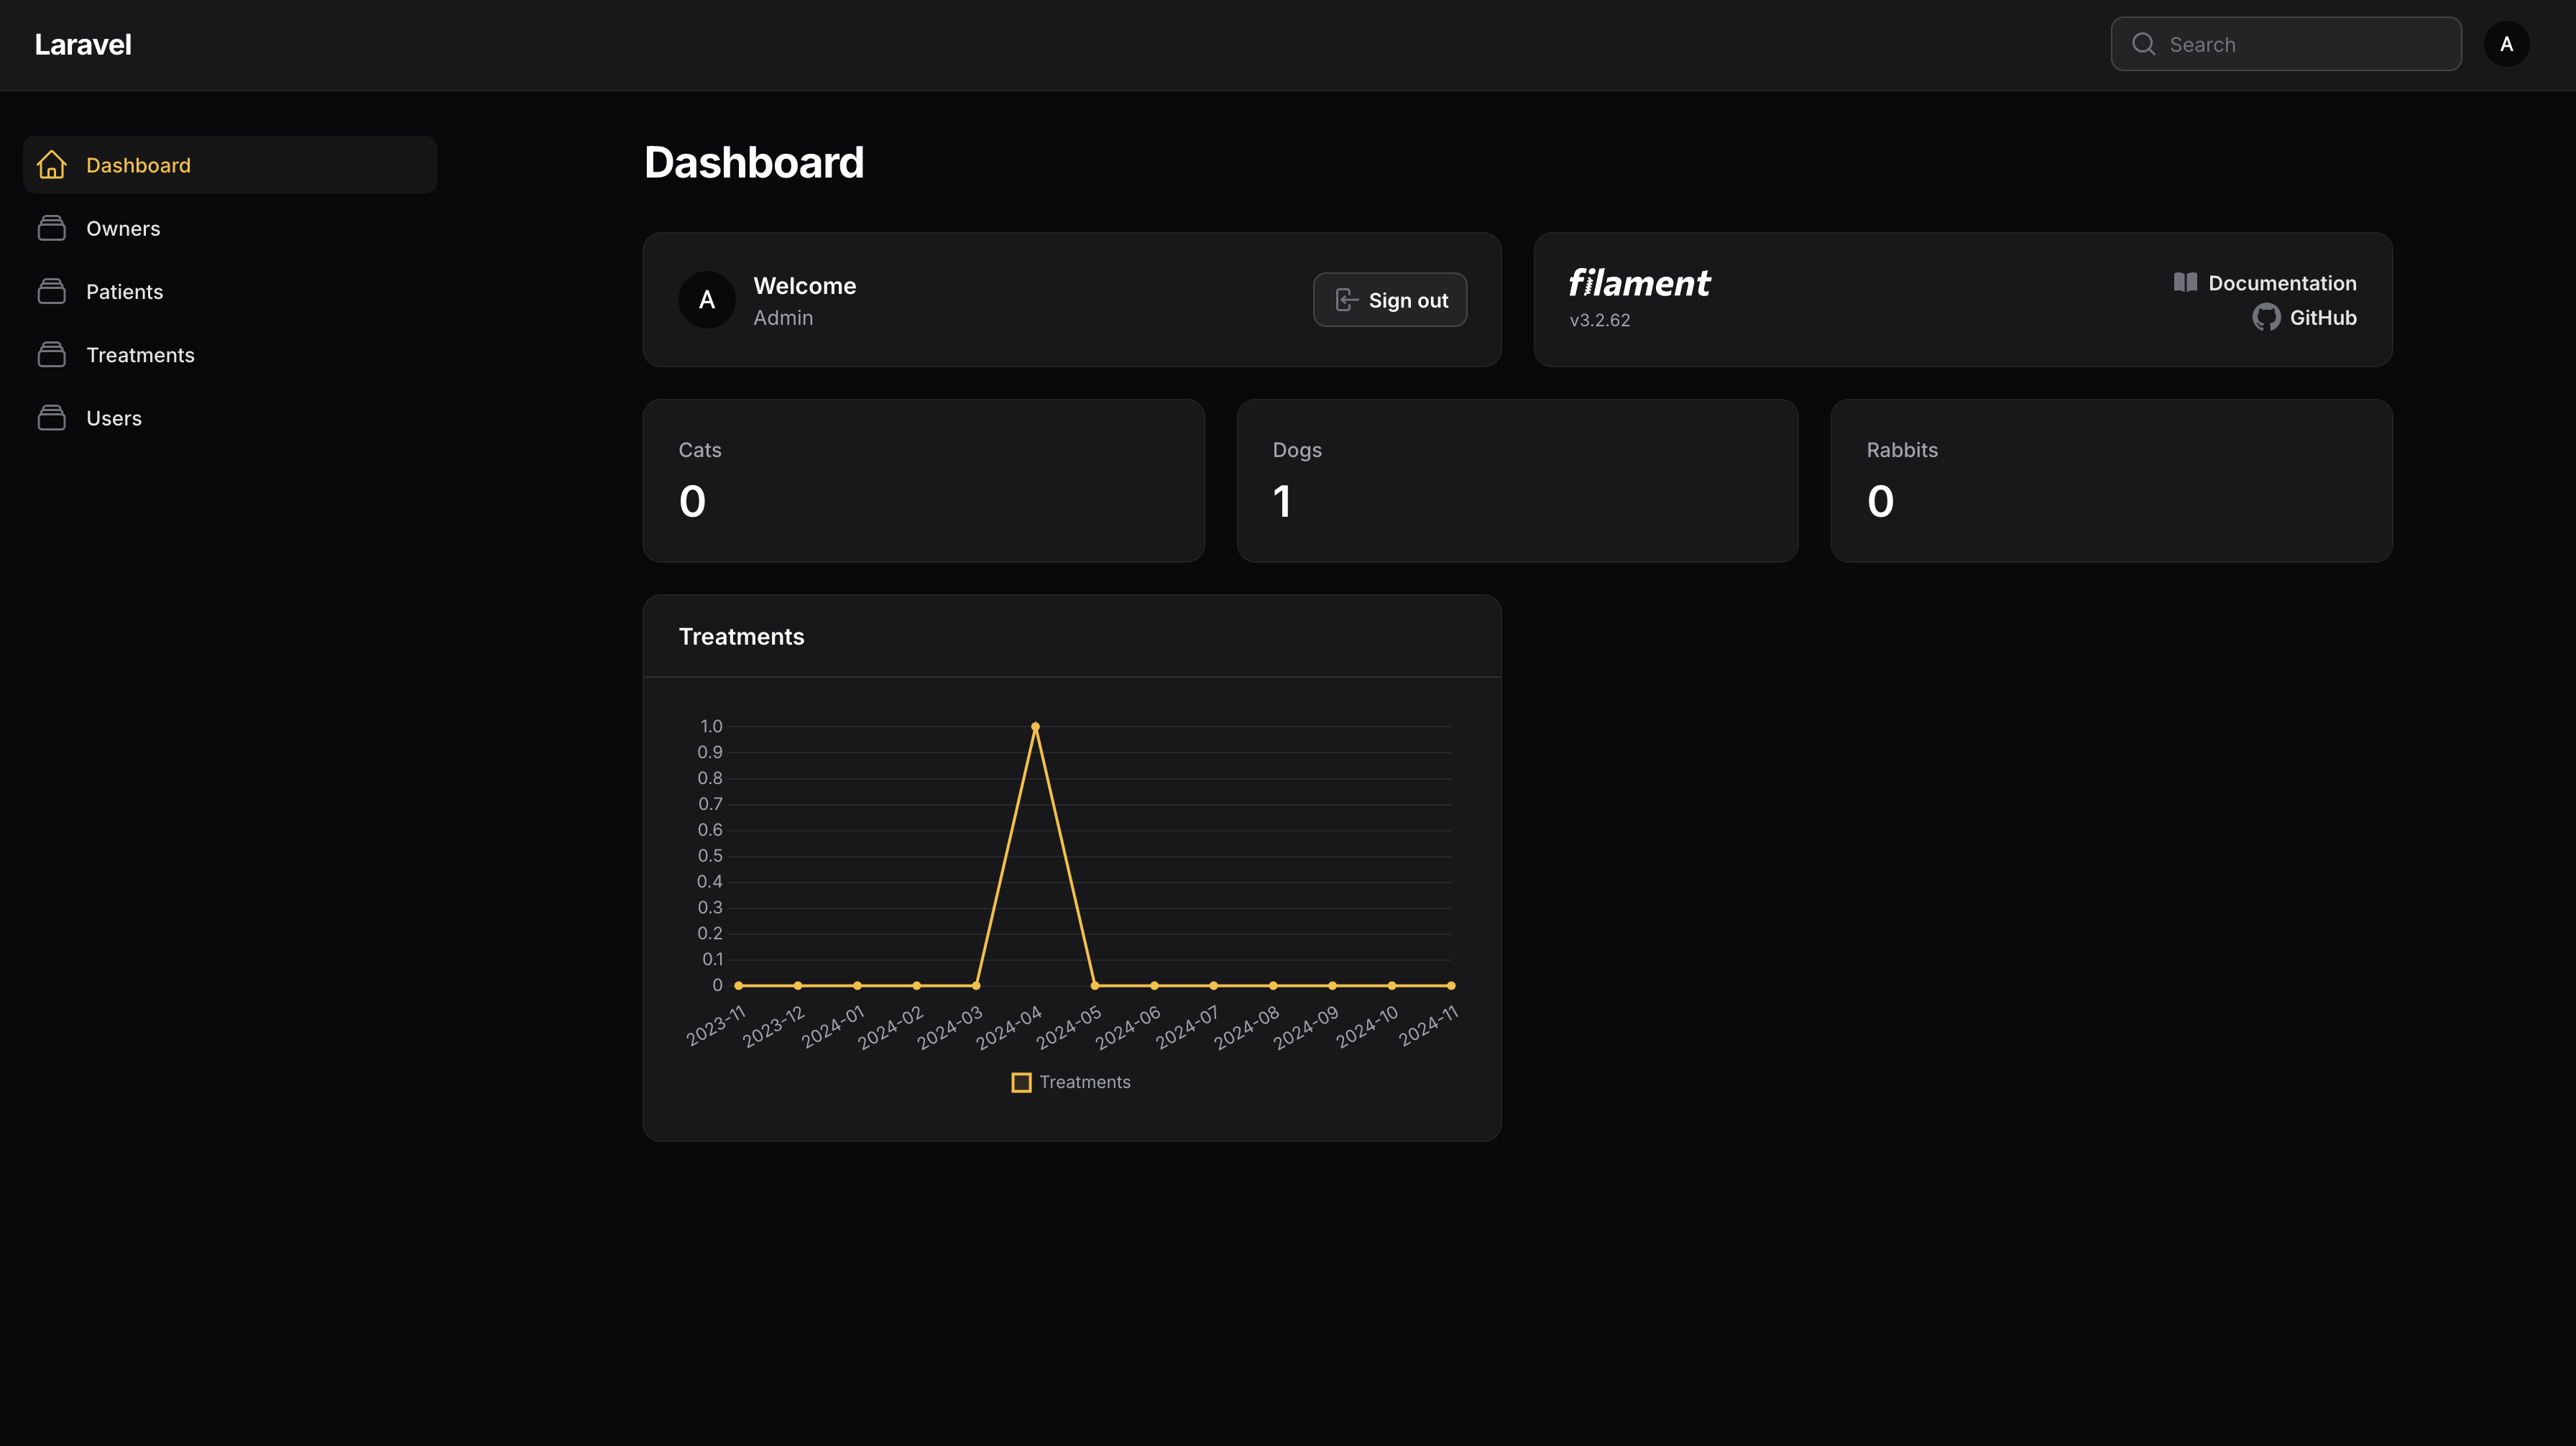 Laravel
Search
A
Dashboard
Owners
Patients
Treatments
Users
Dashboard
A
Welcome
Admin
Sign out
filament
v3.2.62
Documentation
GitHub
Cats
0
Dogs
1
Rabbits
0
Treatments
1.0
0.9
0.8
0.7
0.6
0.5
0.4
0.3
0.2
0.1
0
2023-11
2023-12
2024-01
2024-02
2024-03
2024-04
2024-05
2024-06
2024-07
2024-08
2024-09
2024-10
2024-11
Treatments